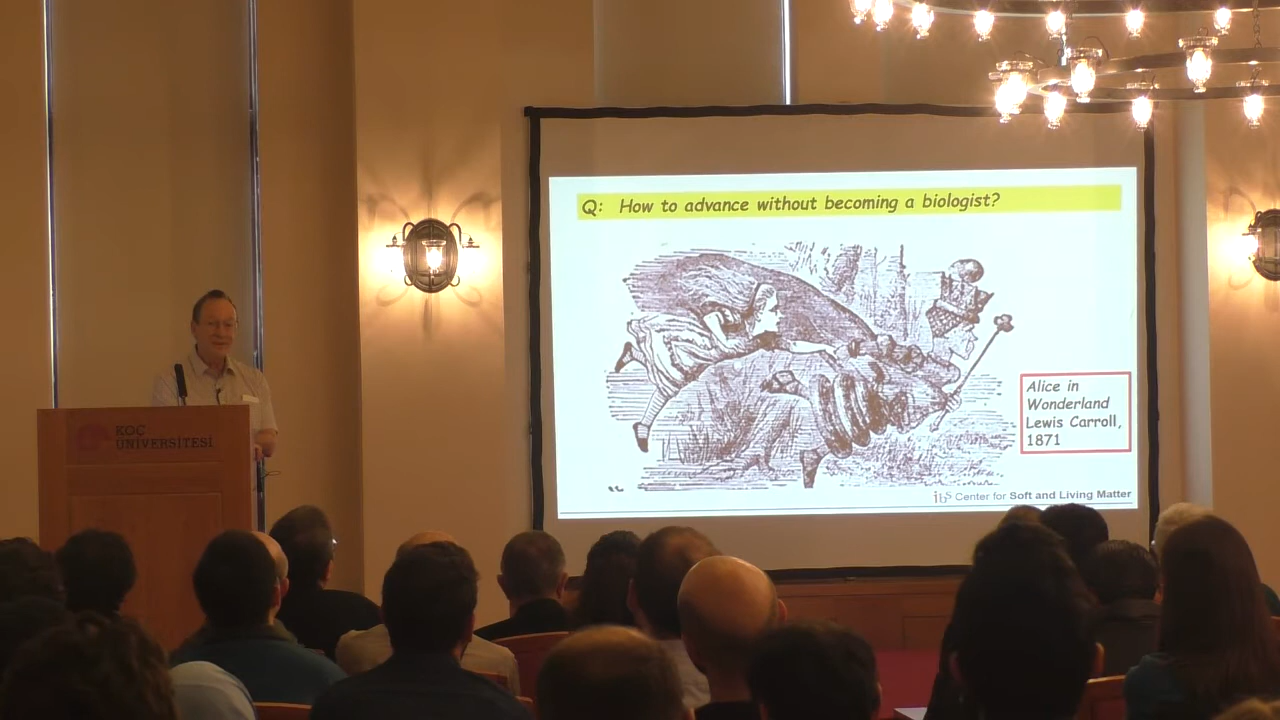 KOÇ
ÜNİVERSİTESİ
Q: How to advance without becoming a biologist?
Alice in
Wonderland
Lewis Carroll,
1871
ibS Center for Soft and Living Matter